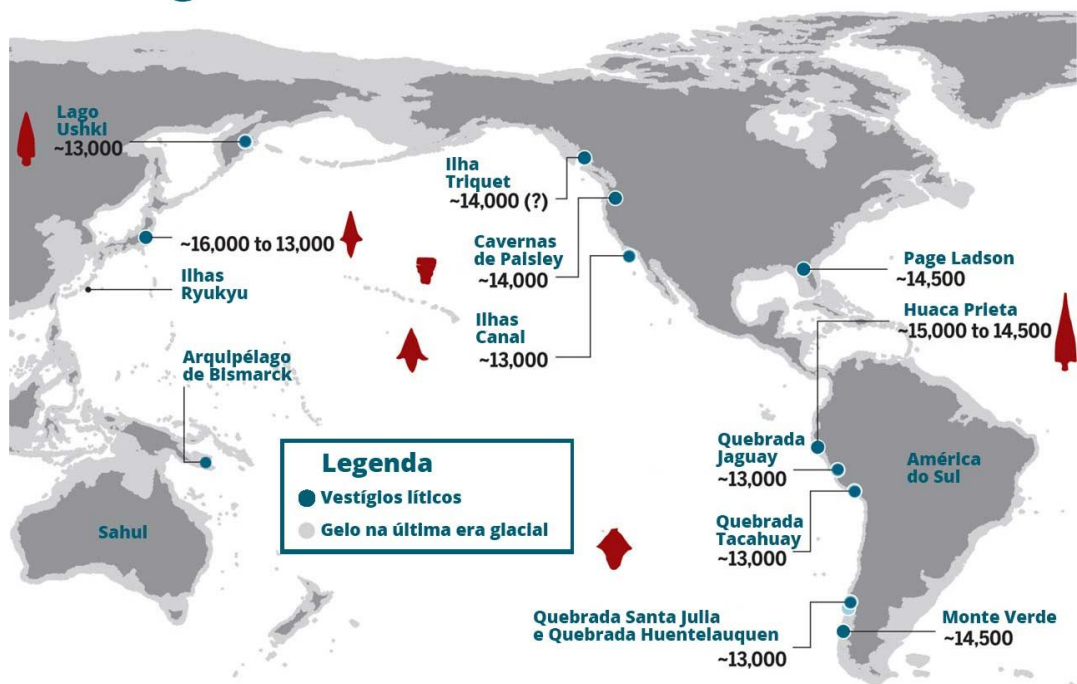 Lago
Ushkl
~13,000
~16,000 to 13,000
Ilhas
Ryukyu
Arquipélago
de Bismarck
Sahul
Ilha
Triquet
~14,000 (?)
Cavernas
de Palsley
~14,000
Ilhas
Canal
~13,000
Page Ladson
~14,500
Huaca Prieta
~15,000 to 14,500
Legenda
Vestígios líticos
Gelo na última era glacial
Quebrada
Jaguay
~13,000
América
do Sul
Quebrada
Tacahuay
~13,000
Quebrada Santa Julla
e Quebrada Huentelauquen
~13,000
Monte Verde
~14,500